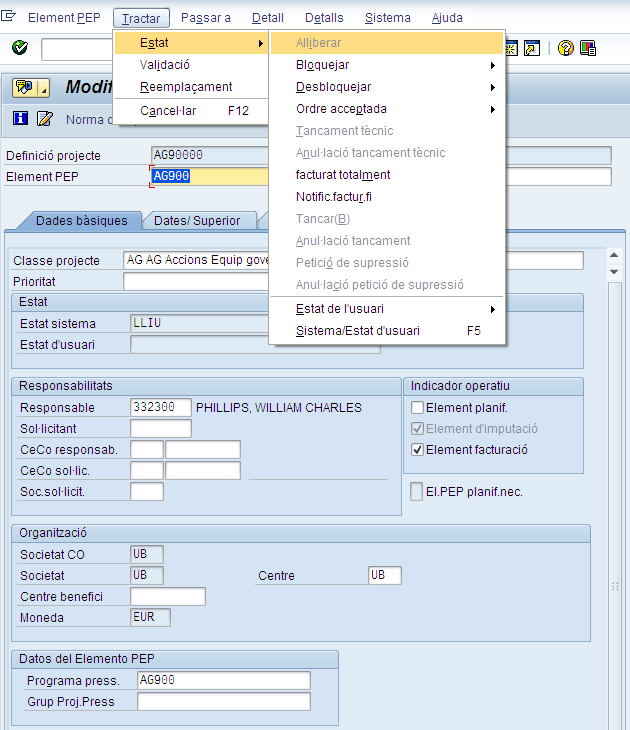 Element PEP Tractar Passar a Detall Detalls Sistema Ajuda
Estat
Validació
Reemplaçament
Cancel·lar F12
Alliberar
Bloquejar
Desbloquejar
Ordre acceptada
Tancament tècnic
Anul·lació tancament tècnic
facturat totalment
Notific.factur.fi
Tancar(B)
Anul·lació tancament
Petició de supressió
Anul·lació petició de supressió
Estat de l'usuari
Sistema/Estat d'usuari F5
Modif
Norma d
Definició projecte AG90000
Element PEP AG900
Dades bàsiques Dates/ Superior
Classe projecte AG AG Accions Equip gove
Prioritat
Estat
Estat sistema LLIU
Estat d'usuari
Responsabilitats
Responsable 332300 PHILLIPS, WILLIAM CHARLES
Sol·licitant
CeCo responsab.
CeCo sol·lic.
Soc.sol·licit.
Indicador operatiu
Element planif.
Element d'imputació
Element facturació
El.PEP planif.nec.
Organització
Societat CO UB
Societat UB Centre UB
Centre benefici
Moneda EUR
Datos del Elemento PEP
Programa press. AG900
Grup Proj.Press